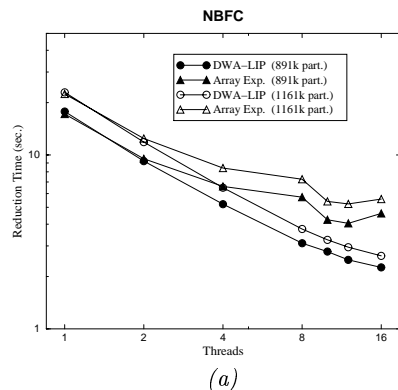 NBFC
DWA–LIP (891k part.)
Array Exp. (891k part.)
DWA–LIP (1161k part.)
Array Exp. (1161k part.)
Reduction Time (sec.)
10
1
1
2
4
8
16
Threads
(a)